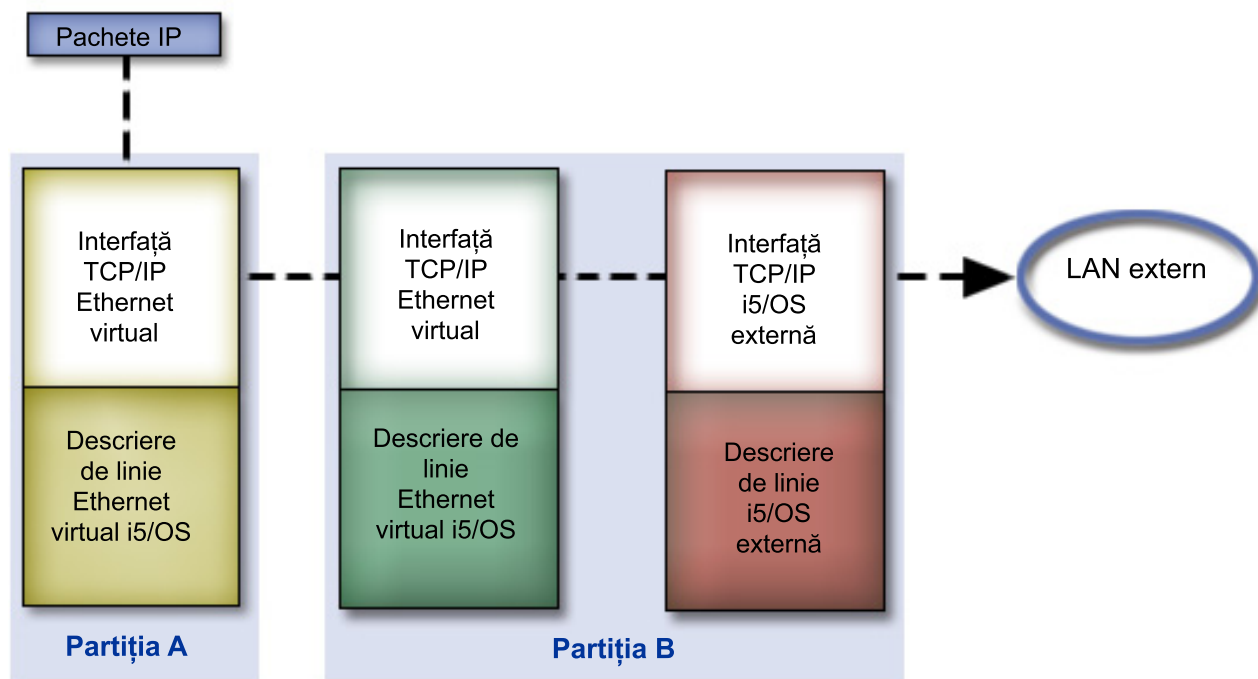 Pachete IP
Interfață
TCP/IP
Ethernet
virtual
Descriere
de linie
Ethernet
virtual i5/OS
Partiția A
Interfață
TCP/IP
Ethernet
virtual
Descriere de
linie
Ethernet
virtual i5/OS
Interfață
TCP/IP
i5/OS
externă
Descriere
de linie
i5/OS
externă
Partiția B
LAN extern